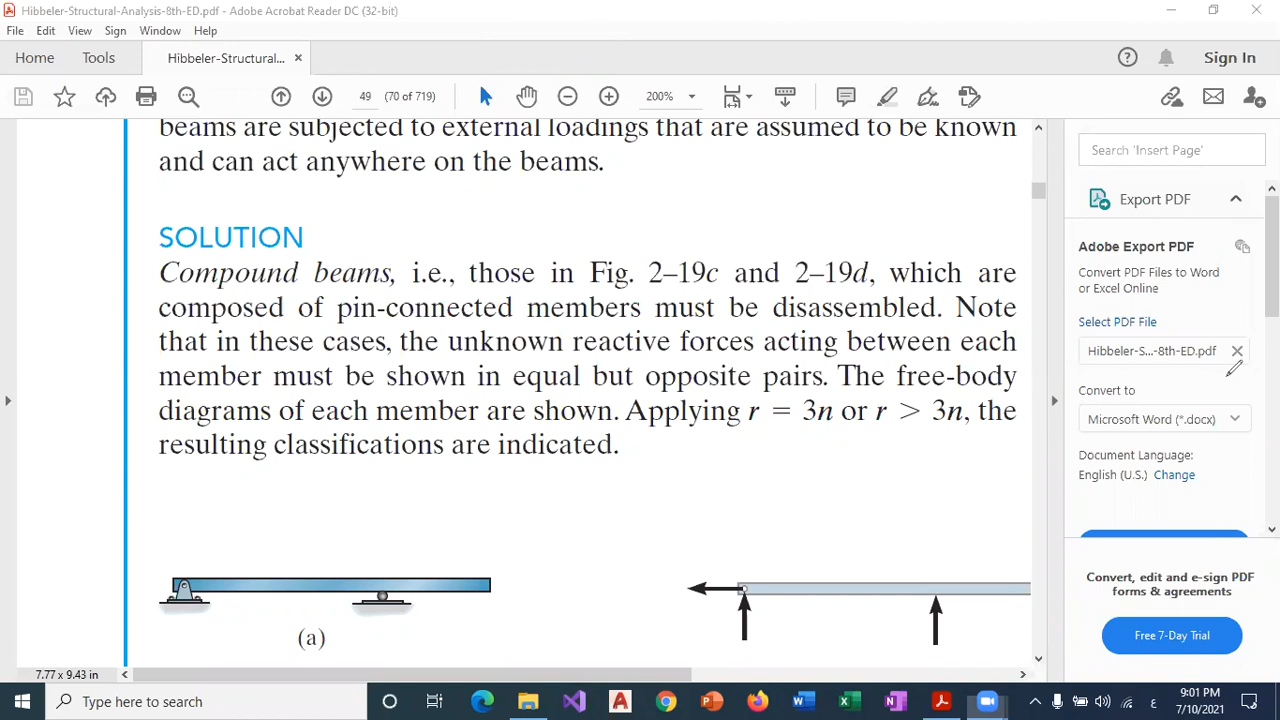 Hibbeler-Structural-Analysis-8th-ED.pdf - Adobe Acrobat Reader DC (32-bit)
File Edit View Sign Window Help
Home Tools Hibbeler-Structural... × Sign In
49 (70 of 719) 200%
beams are subjected to external loadings that are assumed to be known
and can act anywhere on the beams.
SOLUTION
Compound beams, i.e., those in Fig. 2–19c and 2–19d, which are
composed of pin-connected members must be disassembled. Note
that in these cases, the unknown reactive forces acting between each
member must be shown in equal but opposite pairs. The free-body
diagrams of each member are shown. Applying r = 3n or r > 3n, the
resulting classifications are indicated.
(a)
7.77 x 9.43 in
Search 'Insert Page'
Export PDF
Adobe Export PDF
Convert PDF Files to Word
or Excel Online
Select PDF File
Hibbeler-S...-8th-ED.pdf
Convert to
Microsoft Word (*.docx)
Document Language:
English (U.S.) Change
Convert, edit and e-sign PDF
forms & agreements
Free 7-Day Trial
Type here to search
ع
9:01 PM
7/10/2021